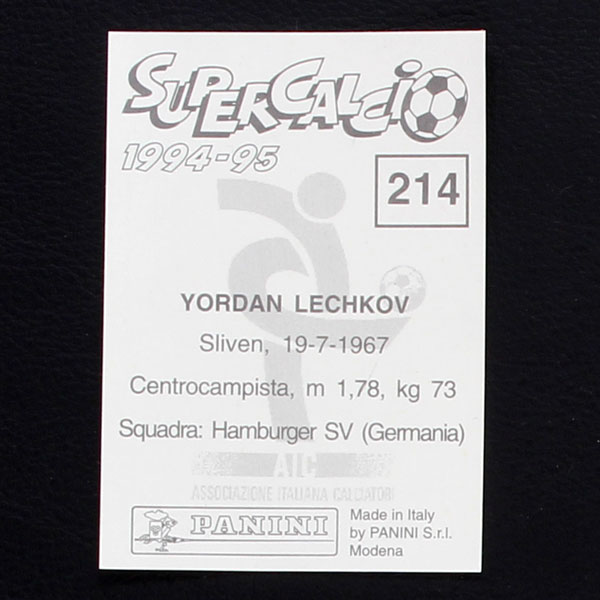 SUPERCALCIO
1994-95
214
YORDAN LECHKOV
Sliven, 19-7-1967
Centrocampista, m 1,78, kg 73
Squadra: Hamburger SV (Germania)
AIC
ASSOCIAZIONE ITALIANA CALCIATORI
PANINI
Made in Italy
by PANINI S.r.l.
Modena